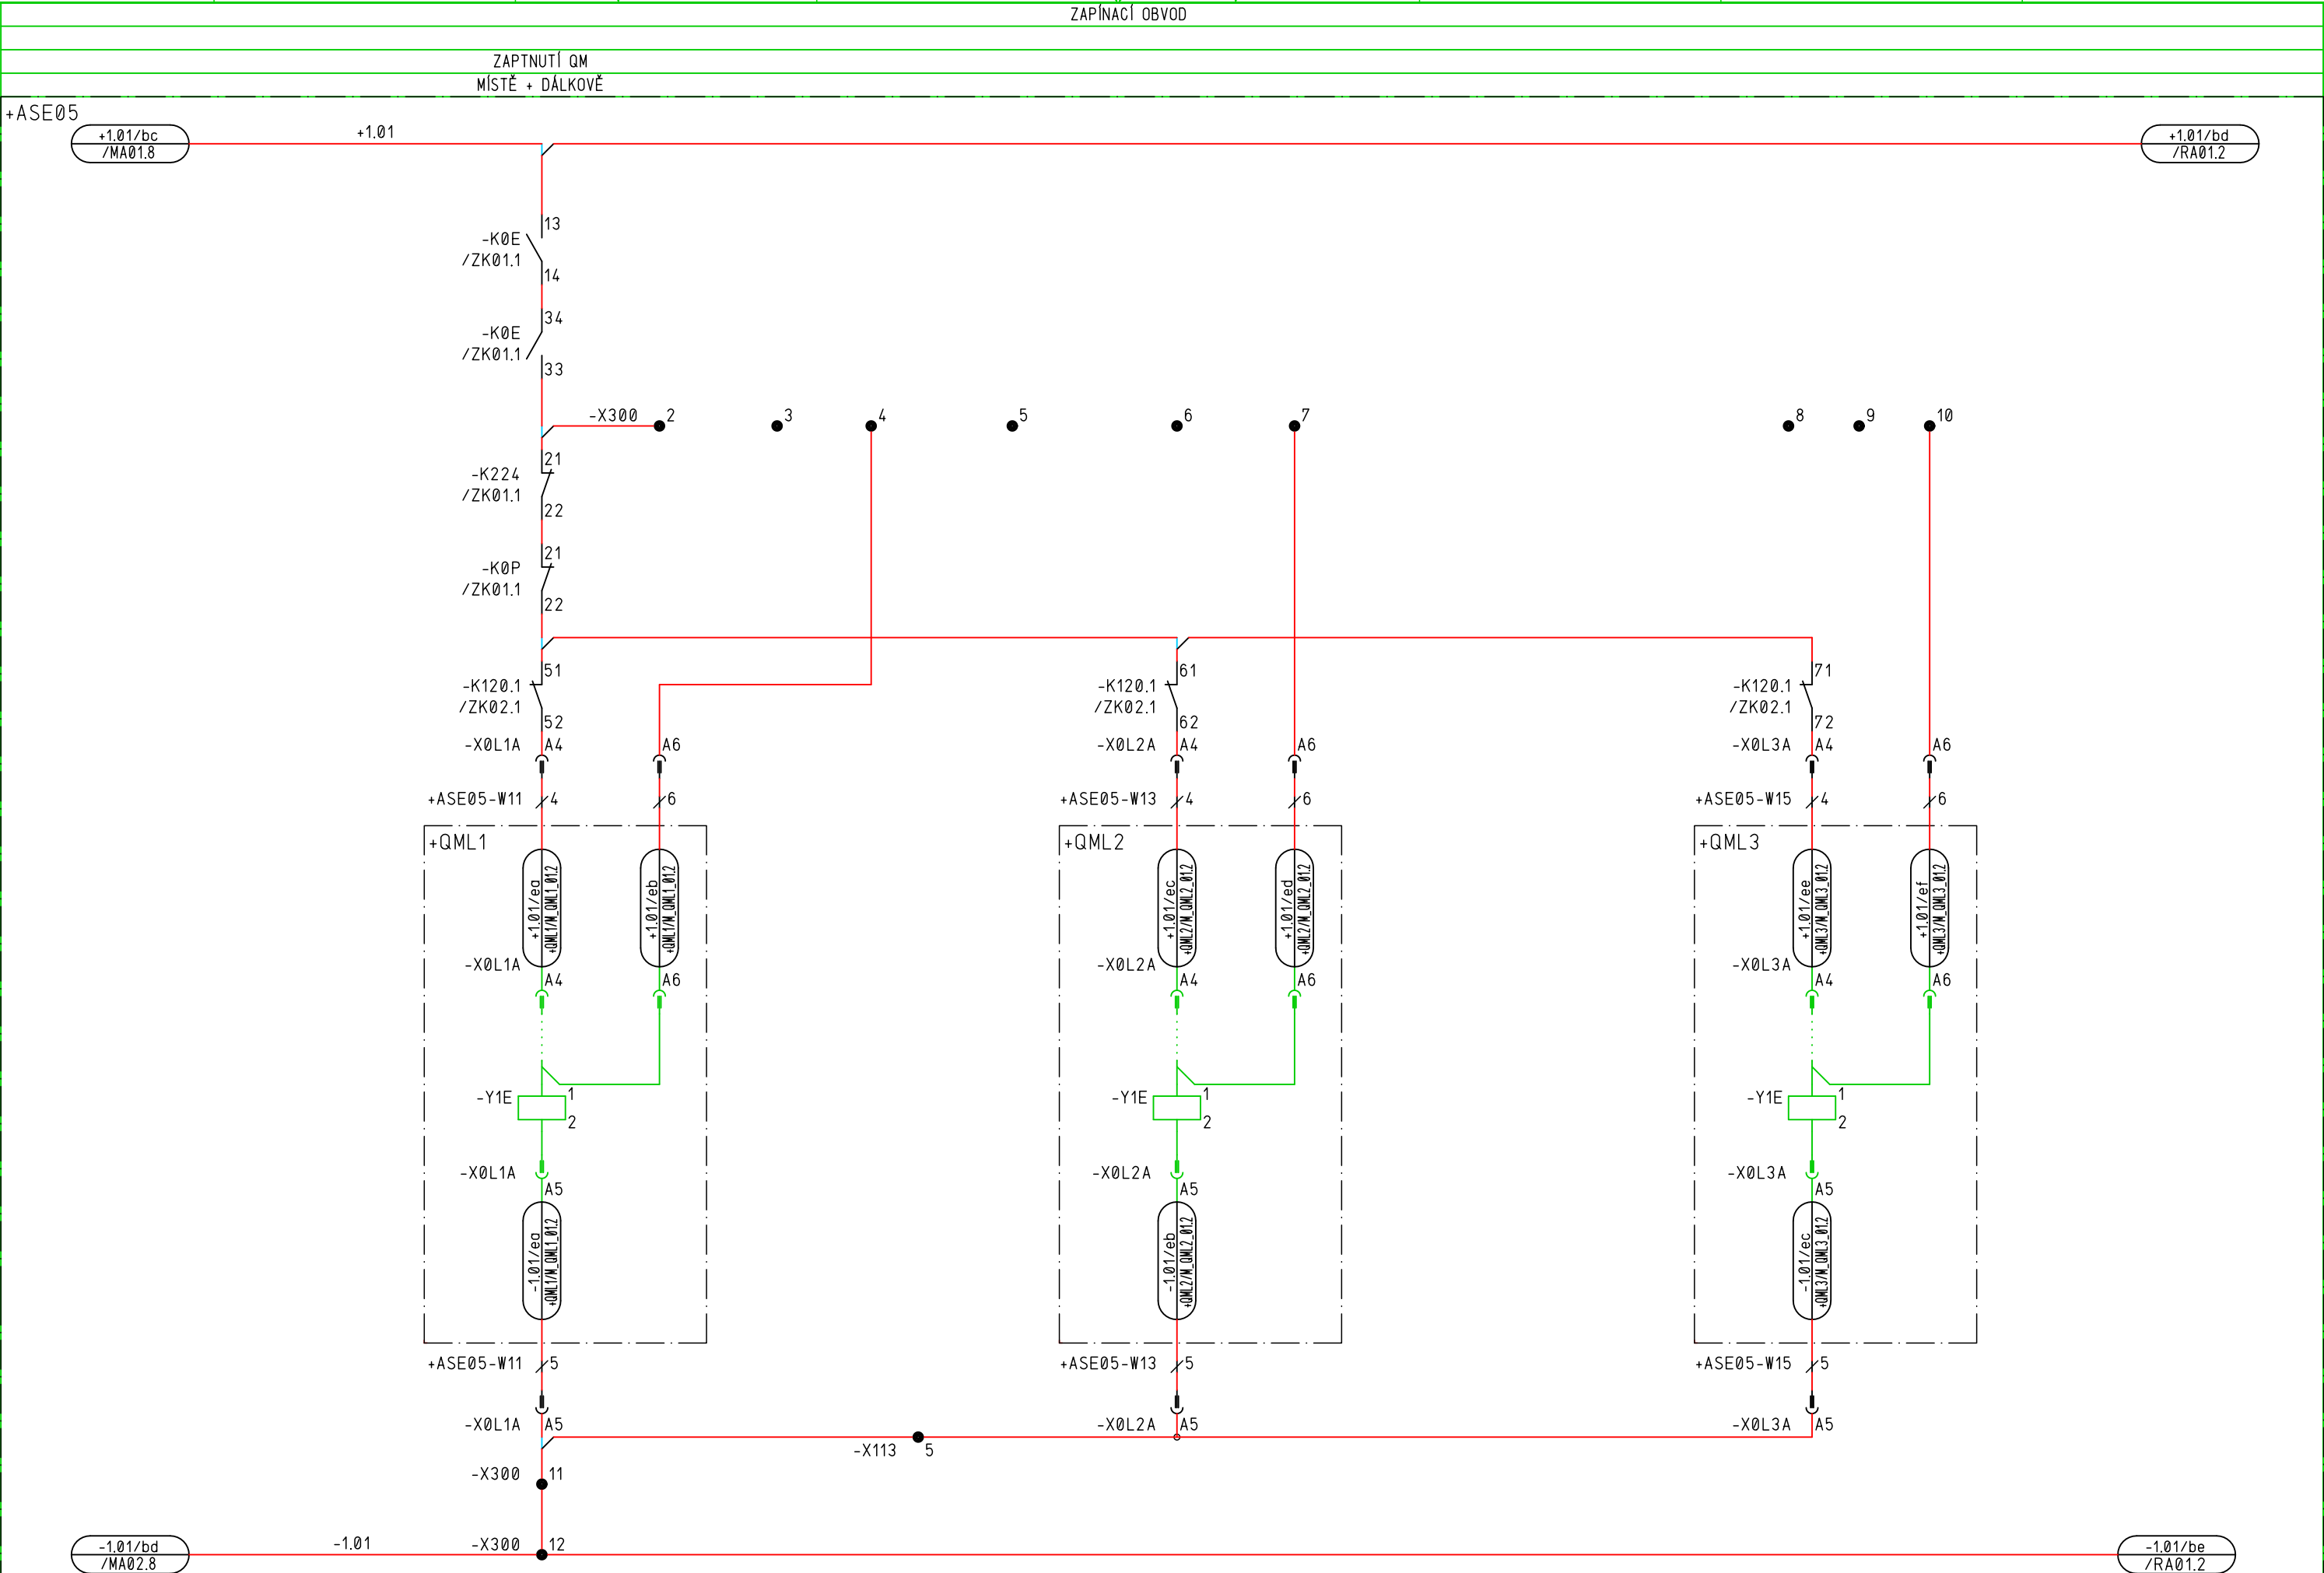 ZAPÍNACÍ OBVOD
ZAPTNUTÍ QM
MÍSTĚ + DÁLKOVĚ
+ASE05
+1.01/bc
/MA01.8
+1.01
+1.01/bd
/RA01.2
13
-K0E
/ZK01.1
14
34
-K0E
/ZK01.1
33
-X300 2 3 4 5 6 7 8 9 10
21
-K224
/ZK01.1
22
21
-K0P
/ZK01.1
22
51 61 71
-K120.1 -K120.1 -K120.1
/ZK02.1 /ZK02.1 /ZK02.1
52 62 72
-X0L1A A4 A6 -X0L2A A4 A6 -X0L3A A4 A6
+ASE05-W11 4 6 +ASE05-W13 4 6 +ASE05-W15 4 6
+QML1 +QML2 +QML3
+1.01/ea
+QML1/M_QML1_01.2
+1.01/eb
+QML1/M_QML1_01.2
+1.01/ec
+QML2/M_QML2_01.2
+1.01/ed
+QML2/M_QML2_01.2
+1.01/ee
+QML3/M_QML3_01.2
+1.01/ef
+QML3/M_QML3_01.2
-X0L1A -X0L2A -X0L3A
A4 A6 A4 A6 A4 A6
-Y1E 1 -Y1E 1 -Y1E 1
2 2 2
-X0L1A -X0L2A -X0L3A
A5 A5 A5
-1.01/ea
+QML1/M_QML1_01.2
-1.01/eb
+QML2/M_QML2_01.2
-1.01/ec
+QML3/M_QML3_01.2
+ASE05-W11 5 +ASE05-W13 5 +ASE05-W15 5
-X0L1A A5 -X0L2A A5 -X0L3A A5
-X113 5
-X300 11
-1.01/bd
/MA02.8
-1.01
-X300 12
-1.01/be
/RA01.2